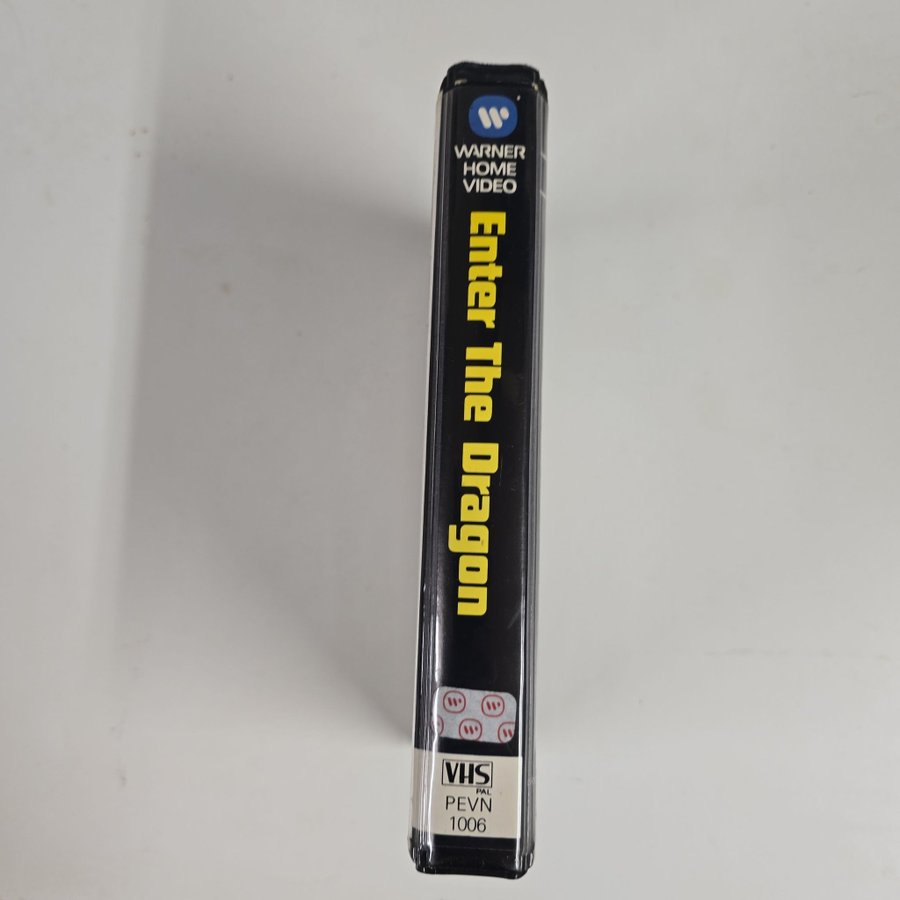 WARNER
HOME
VIDEO
Enter The Dragon
VHS
PAL
PEVN
1006